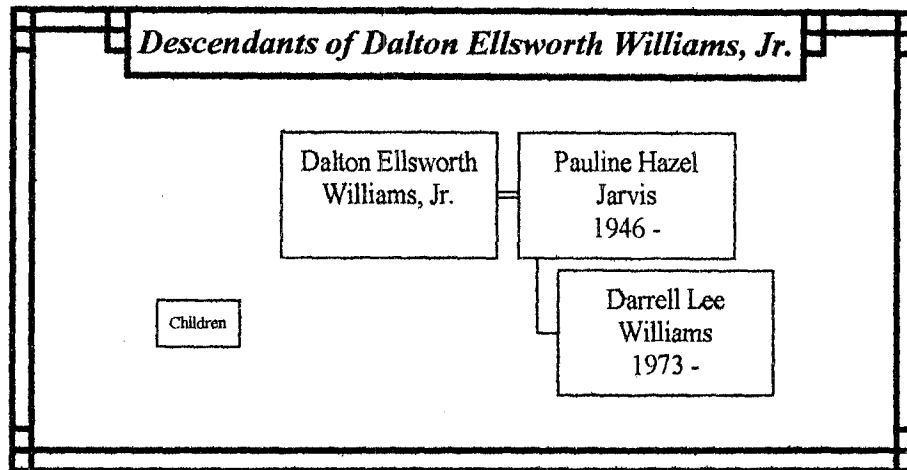 Descendants of Dalton Ellsworth Williams, Jr.
Dalton Ellsworth
Williams, Jr.
Pauline Hazel
Jarvis
1946 -
Children
Darrell Lee
Williams
1973 -